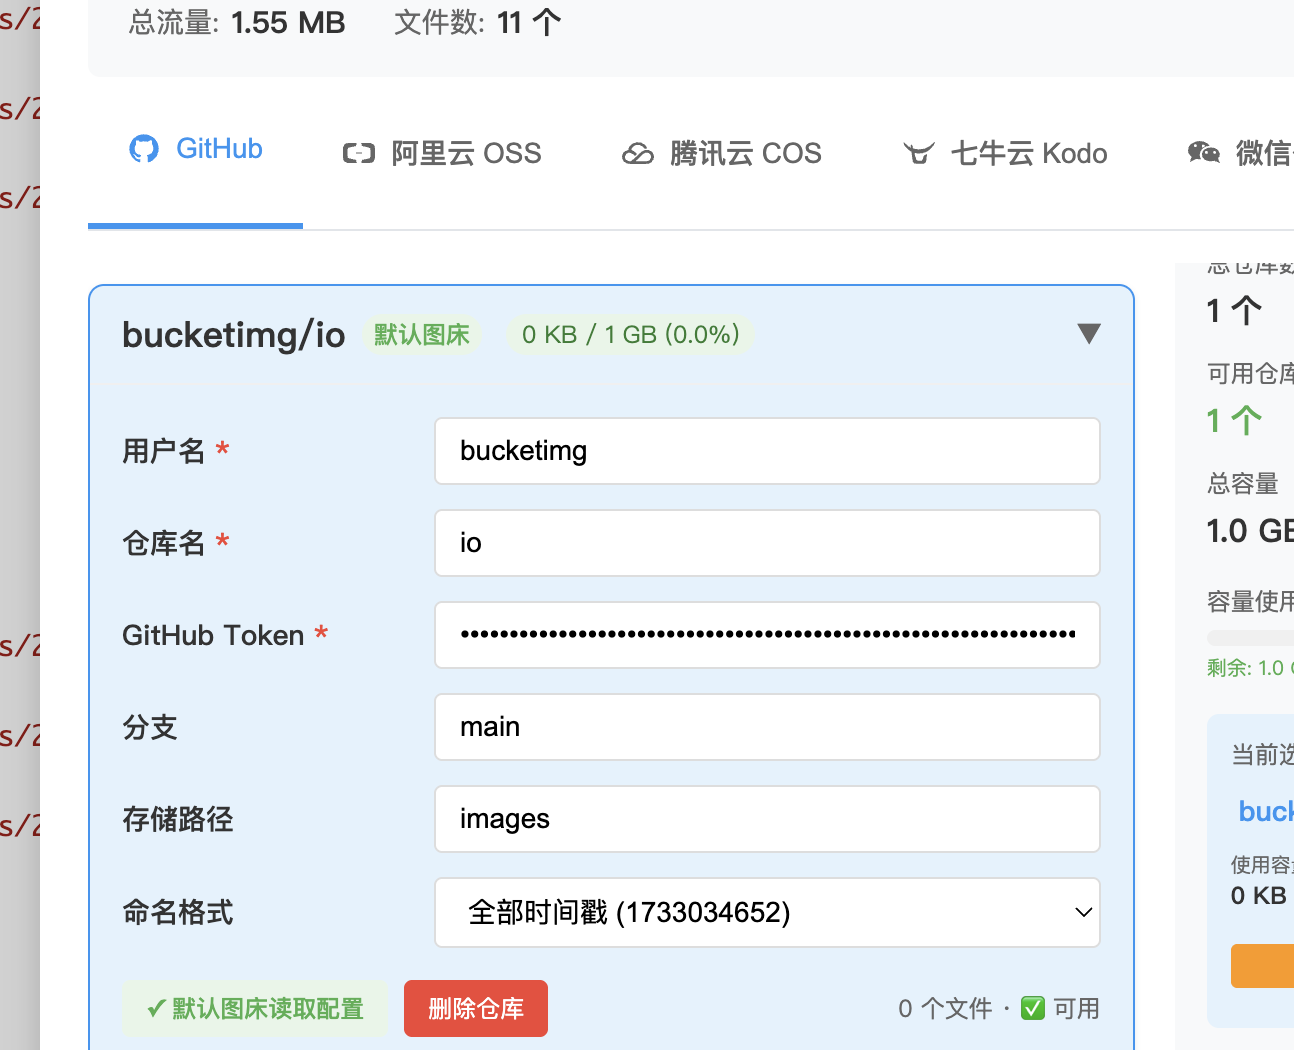 总流量: 1.55 MB 文件数: 11 个
GitHub 阿里云 OSS 腾讯云 COS 七牛云 Kodo 微信
bucketimg/io 默认图床 0 KB / 1 GB (0.0%)
用户名 * bucketimg
仓库名 * io
GitHub Token * ••••••••••••••••••••••••••••••••••••••••••••••••••••••••••••••
分支 main
存储路径 images
命名格式 全部时间戳 (1733034652)
✓默认图床读取配置 删除仓库 0 个文件 · ✅ 可用
总仓库数
1 个
可用仓库
1 个
总容量
1.0 GB
容量使用
剩余: 1.0
当前选
buck
使用容量
0 KB
s/2
s/2
s/2
s/2
s/2
s/2